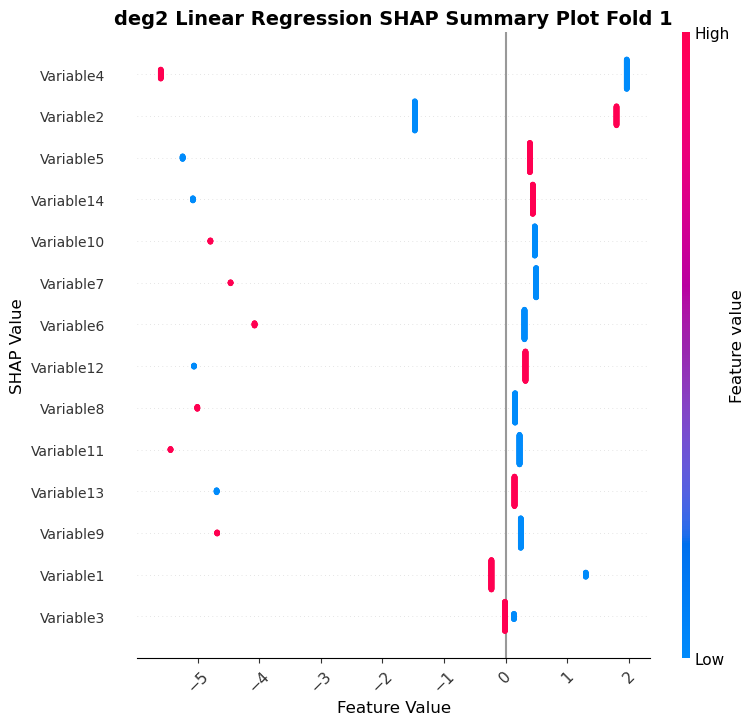 deg2 Linear Regression SHAP Summary Plot Fold 1
High
Variable4
Variable2
Variable5
Variable14
Variable10
Variable7
Variable6
Variable12
Variable8
Variable11
Variable13
Variable9
Variable1
Variable3
SHAP Value
Feature value
Low
−5 −4 −3 −2 −1 0 1 2
Feature Value